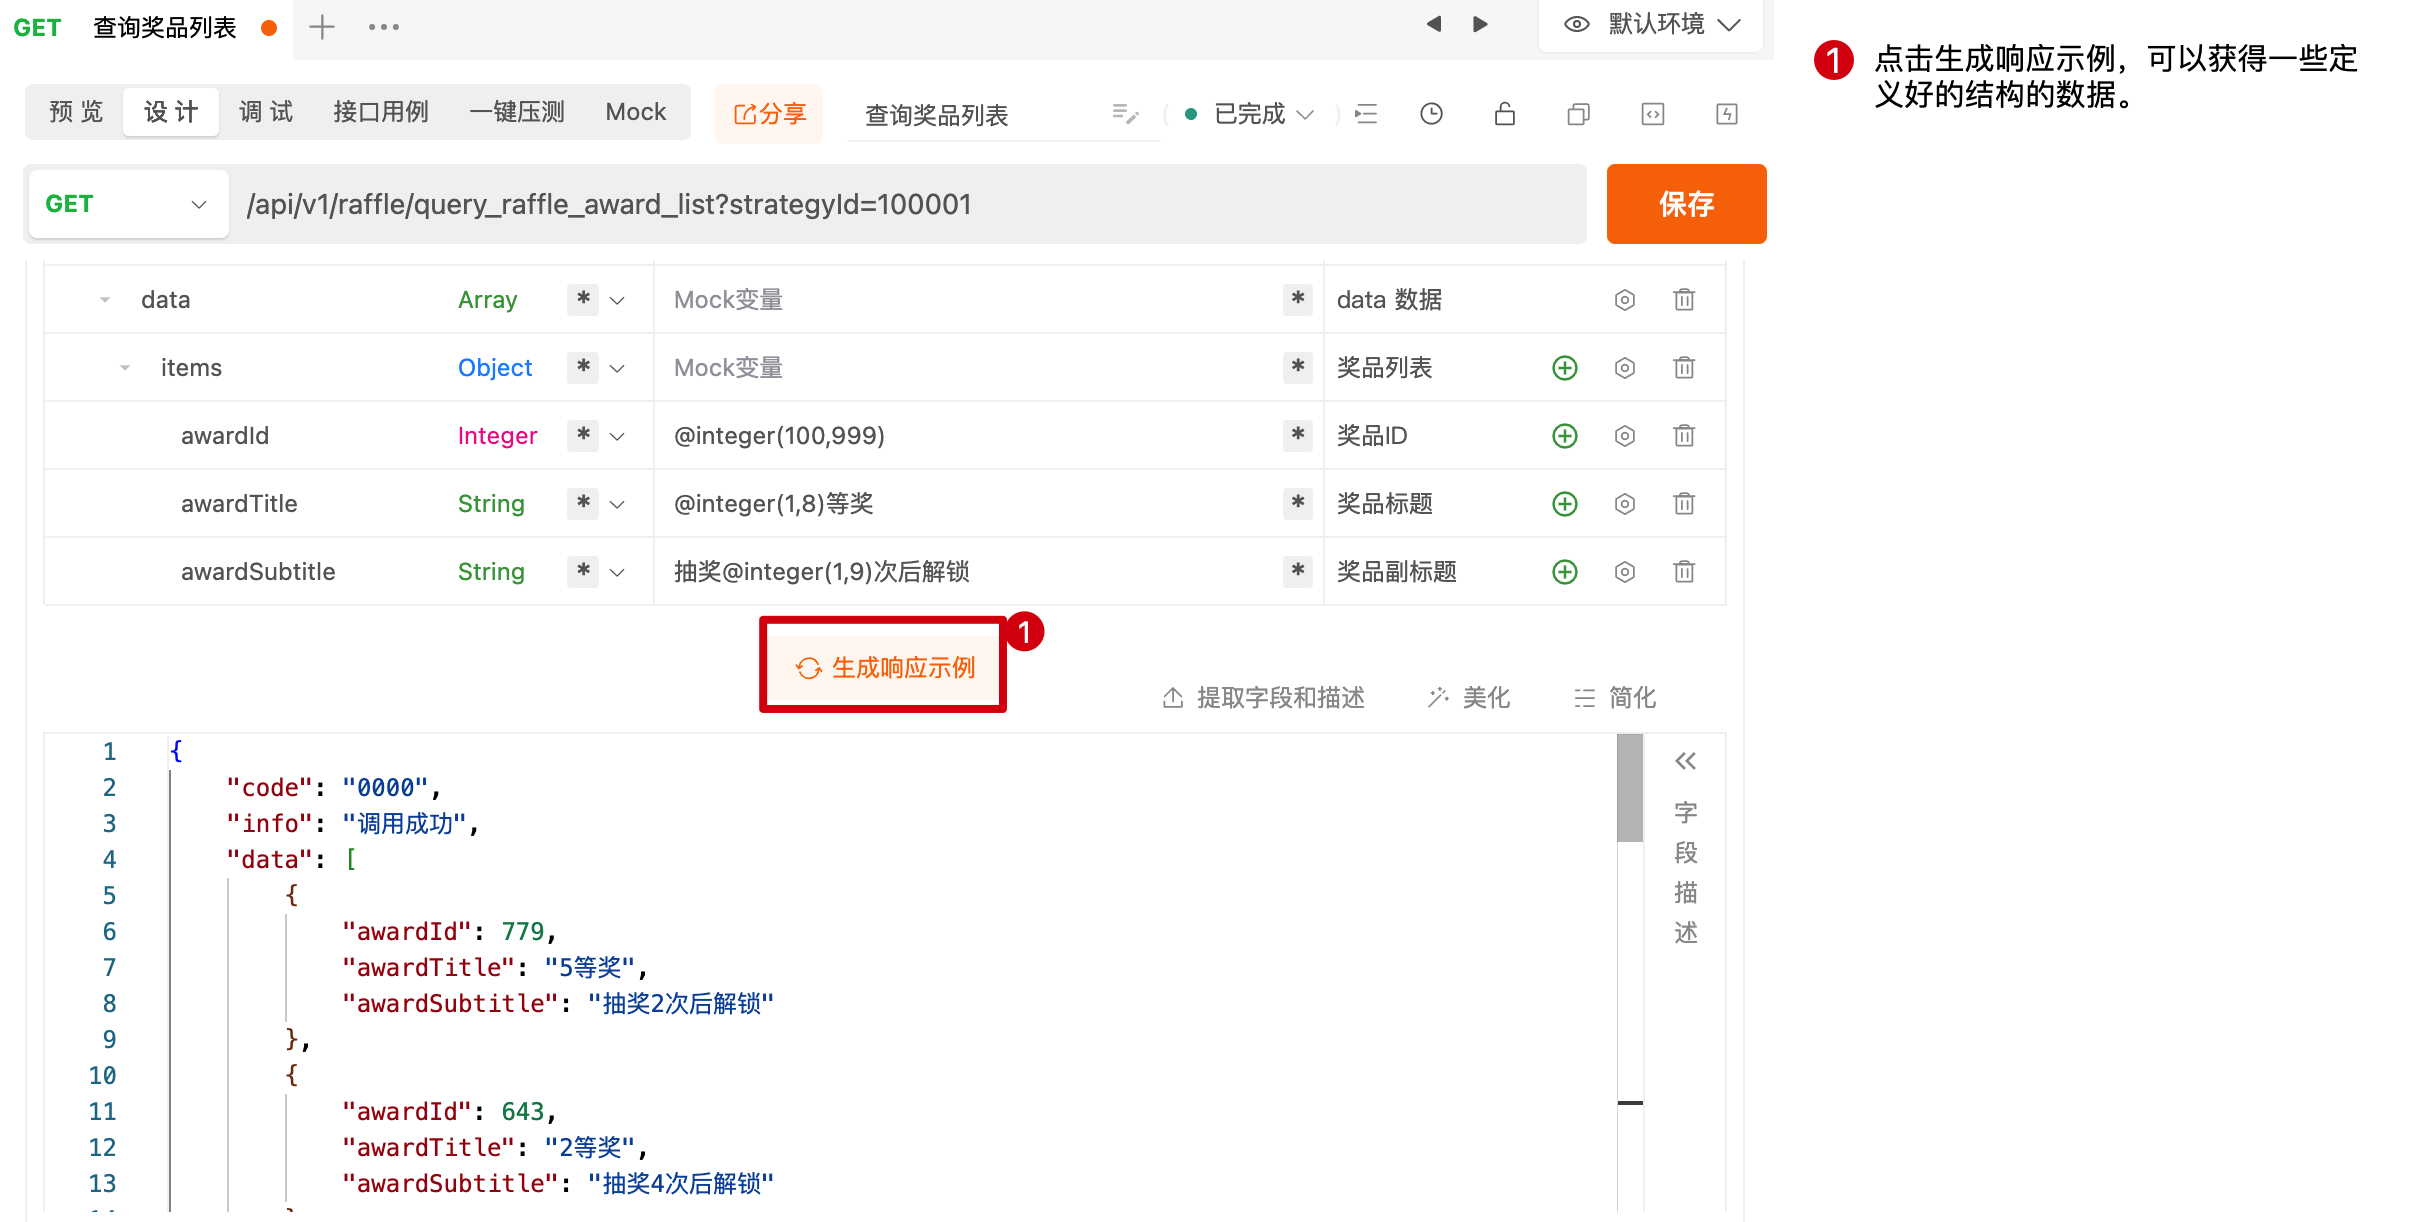 GET 查询奖品列表
默认环境
1 点击生成响应示例，可以获得一些定
义好的结构的数据。
预 览 设 计 调 试 接口用例 一键压测 Mock 分享 查询奖品列表 已完成
GET /api/v1/raffle/query_raffle_award_list?strategyId=100001 保存
data Array * Mock变量 * data 数据
items Object * Mock变量 * 奖品列表
awardId Integer * @integer(100,999) * 奖品ID
awardTitle String * @integer(1,8)等奖 * 奖品标题
awardSubtitle String * 抽奖@integer(1,9)次后解锁 * 奖品副标题
生成响应示例 1
提取字段和描述 美化 简化
1 {
2 "code": "0000",
3 "info": "调用成功",
4 "data": [
5 {
6 "awardId": 779,
7 "awardTitle": "5等奖",
8 "awardSubtitle": "抽奖2次后解锁"
9 },
10 {
11 "awardId": 643,
12 "awardTitle": "2等奖",
13 "awardSubtitle": "抽奖4次后解锁"
字段描述